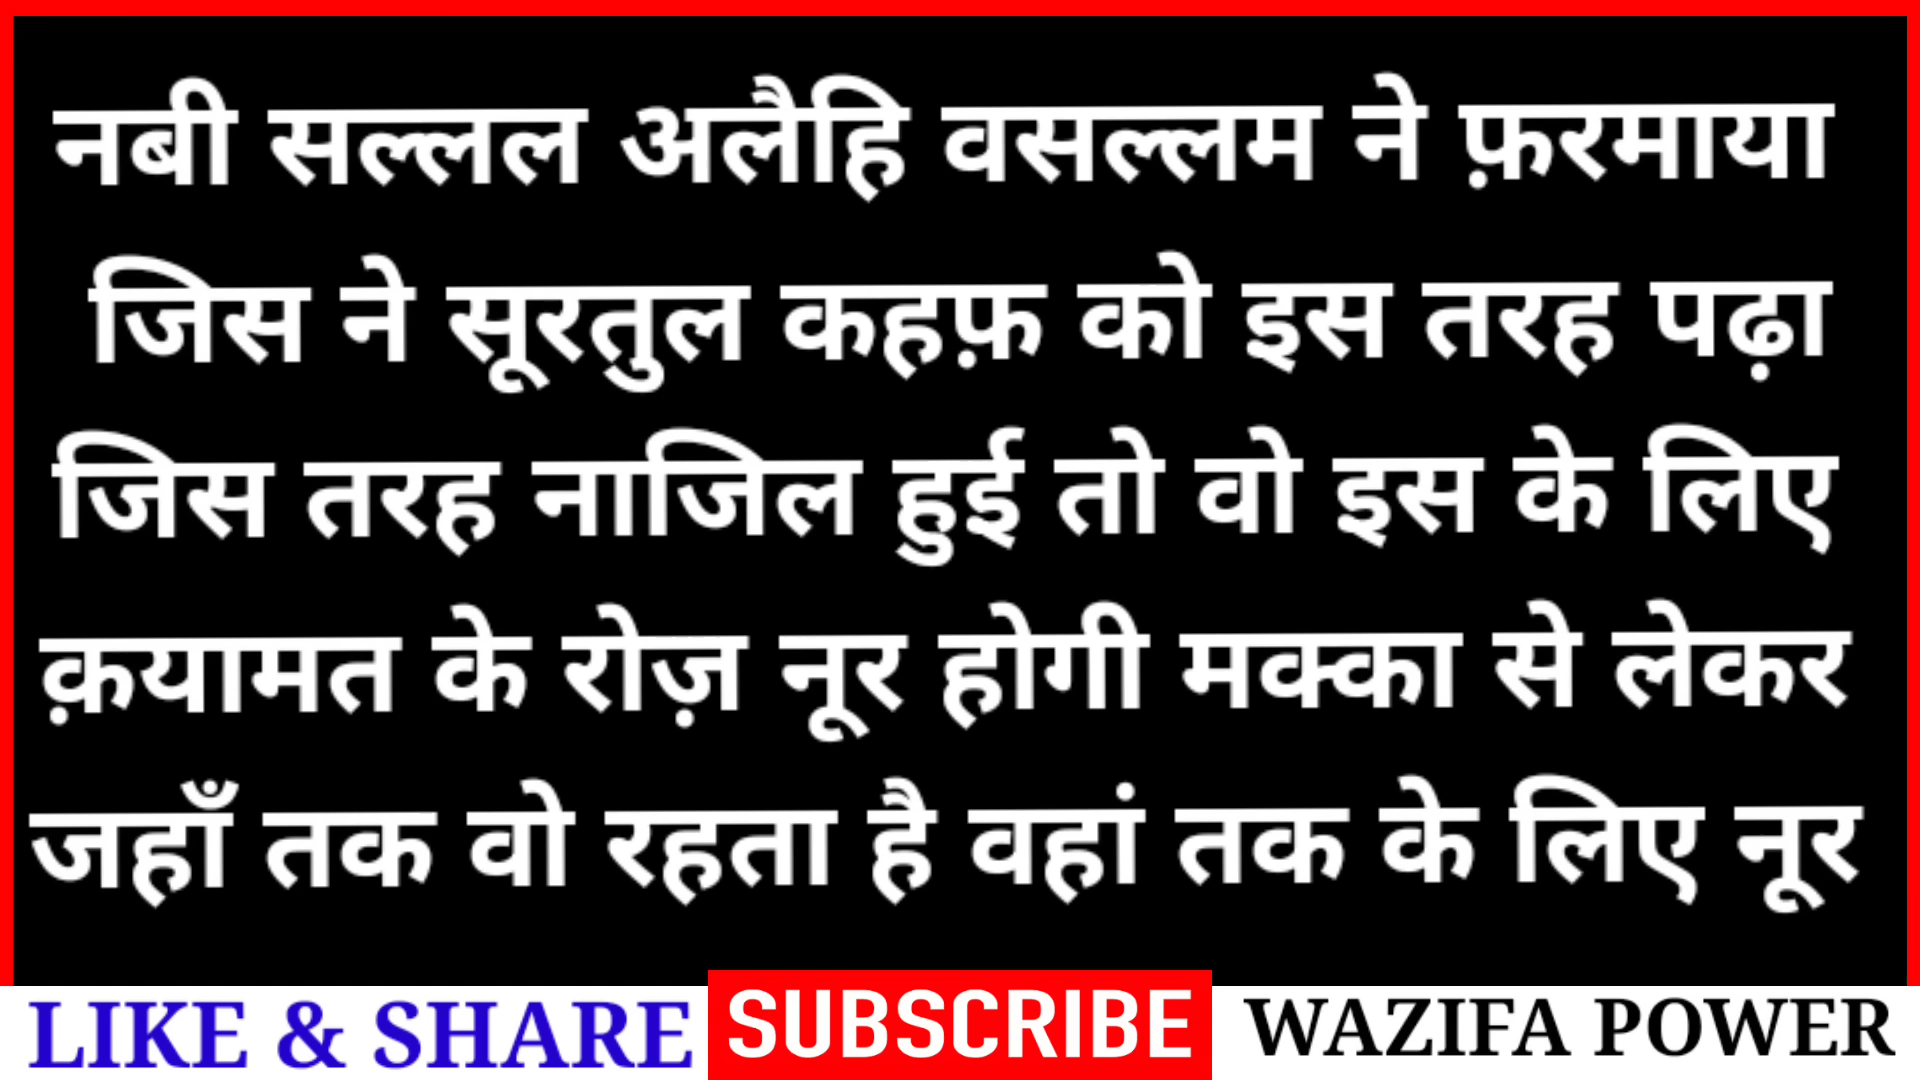 नबी सल्लल अलैहि वसल्लम ने फ़रमाया
जिस ने सूरतुल कहफ़ को इस तरह पढ़ा
जिस तरह नाजिल हुई तो वो इस के लिए
क़यामत के रोज़ नूर होगी मक्का से लेकर
जहाँ तक वो रहता है वहां तक के लिए नूर
LIKE & SHARE SUBSCRIBE WAZIFA POWER